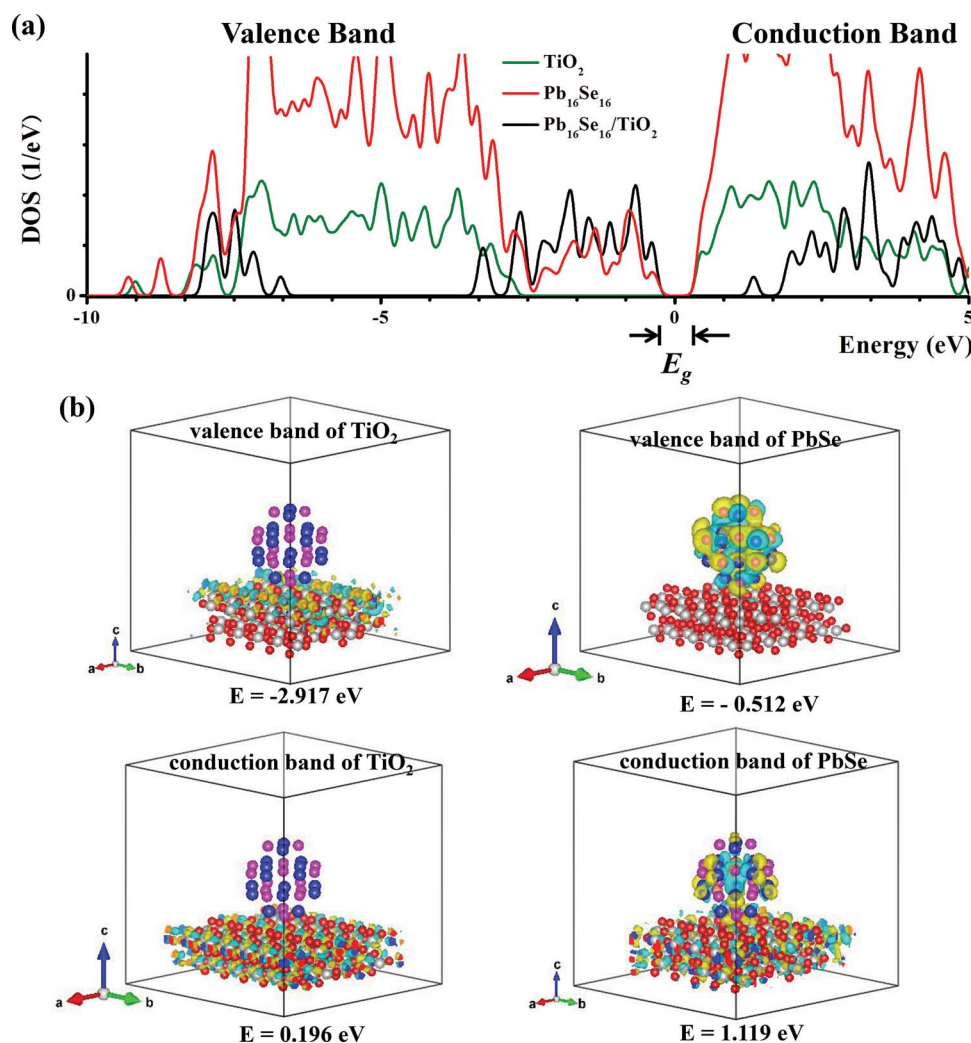 (a)
Valence Band
Conduction Band
TiO₂
Pb₁₆Se₁₆
Pb₁₆Se₁₆/TiO₂
DOS (1/eV)
0
-10
-5
0
5
Energy (eV)
E_g
(b)
valence band of TiO₂
valence band of PbSe
c
a
b
E = -2.917 eV
c
a
b
E = - 0.512 eV
conduction band of TiO₂
conduction band of PbSe
c
a
b
E = 0.196 eV
c
a
b
E = 1.119 eV